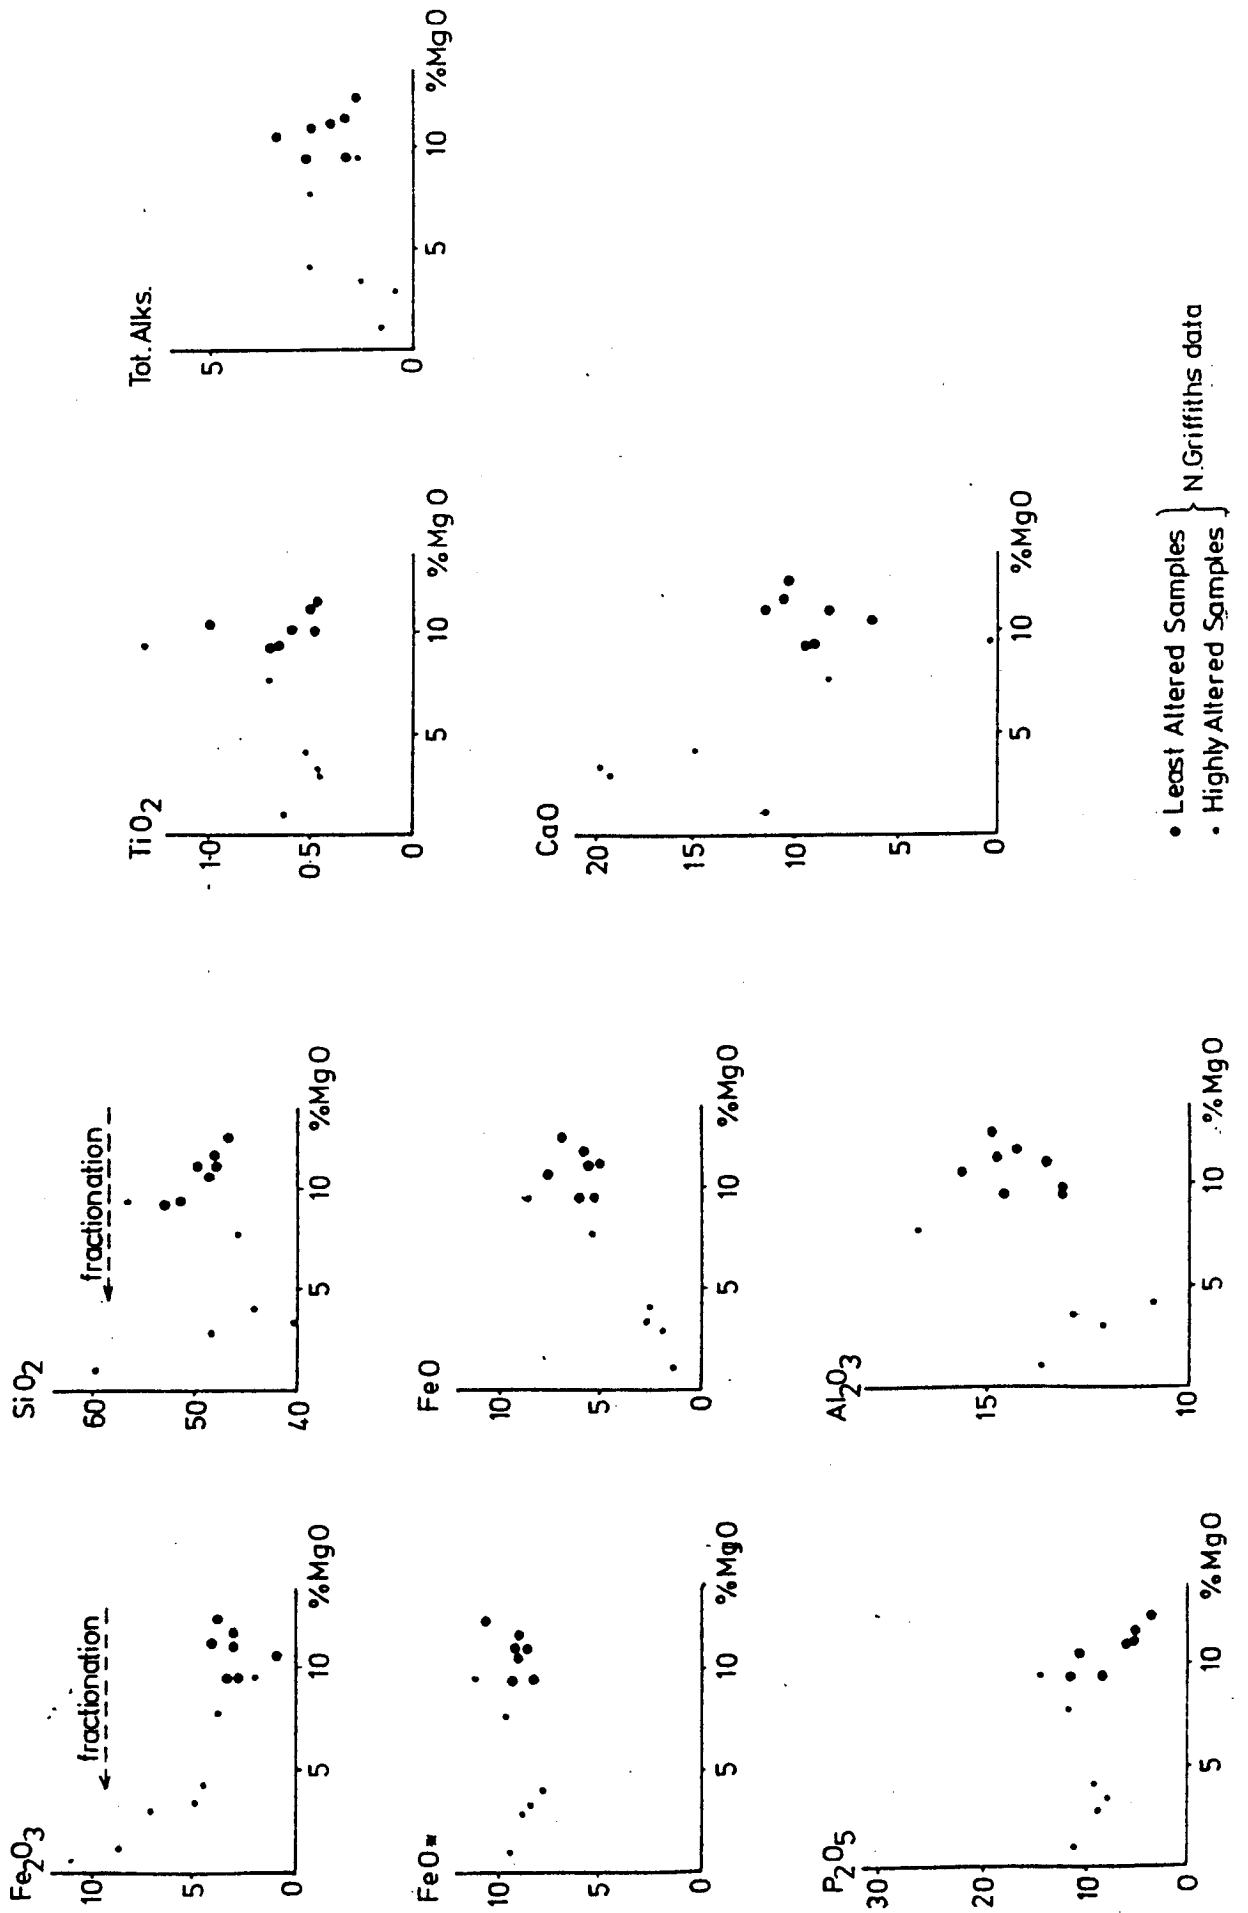 Fe2O3
fractionation
10
5
0
5
10
%MgO
SiO2
fractionation
60
50
40
5
10
%MgO
TiO2
1·0
0·5
0
5
10
%MgO
Tot.Alks.
5
0
5
10
%MgO
FeO*
10
5
0
5
10
%MgO
FeO
10
5
0
5
10
%MgO
CaO
20
15
10
5
0
5
10
%MgO
P2O5
30
20
10
0
5
10
%MgO
Al2O3
15
10
5
10
%MgO
• Least Altered Samples
· Highly Altered Samples
} N.Griffiths data